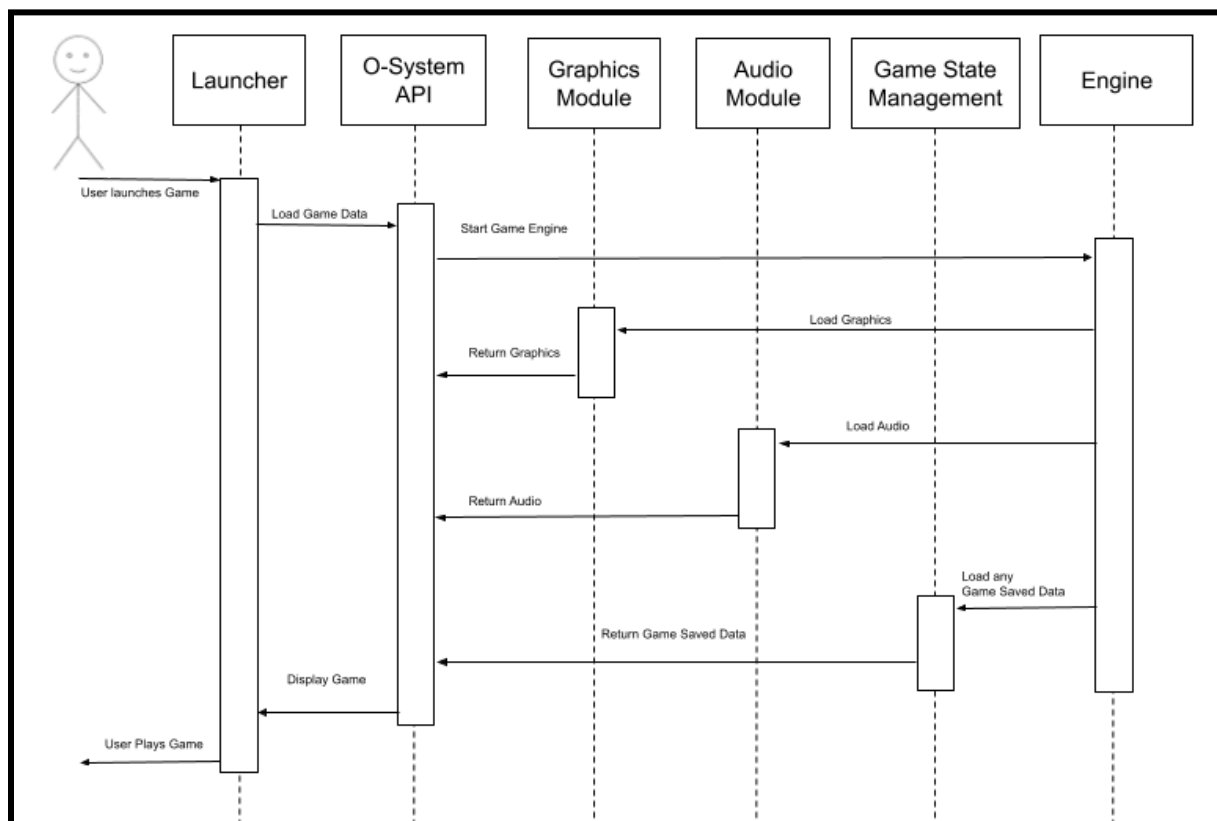 Launcher
O-System
API
Graphics
Module
Audio
Module
Game State
Management
Engine
User launches Game
Load Game Data
Start Game Engine
Load Graphics
Return Graphics
Load Audio
Return Audio
Load any
Game Saved Data
Return Game Saved Data
Display Game
User Plays Game